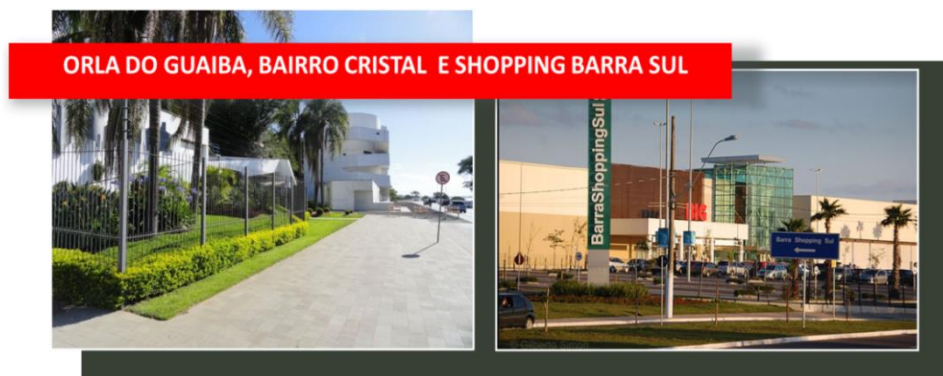 ORLA DO GUAIBA, BAIRRO CRISTAL E SHOPPING BARRA SUL
BarraShoppingSul
Barra Shopping Sul